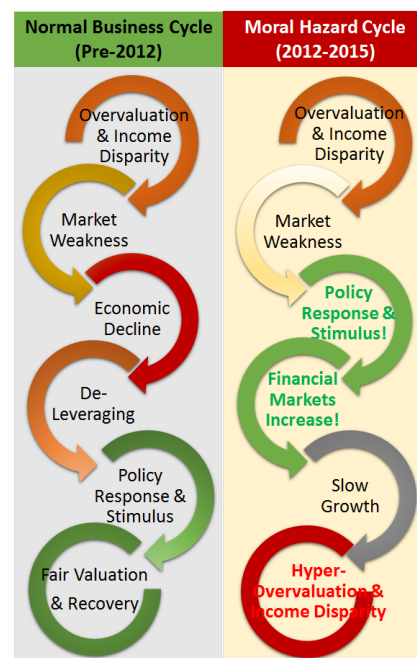 Normal Business Cycle
(Pre-2012)
Overvaluation
& Income
Disparity
Market
Weakness
Economic
Decline
De-
Leveraging
Policy
Response &
Stimulus
Fair Valuation
& Recovery
Moral Hazard Cycle
(2012-2015)
Overvaluation
& Income
Disparity
Market
Weakness
Policy
Response &
Stimulus!
Financial
Markets
Increase!
Slow
Growth
Hyper-
Overvaluation &
Income Disparity